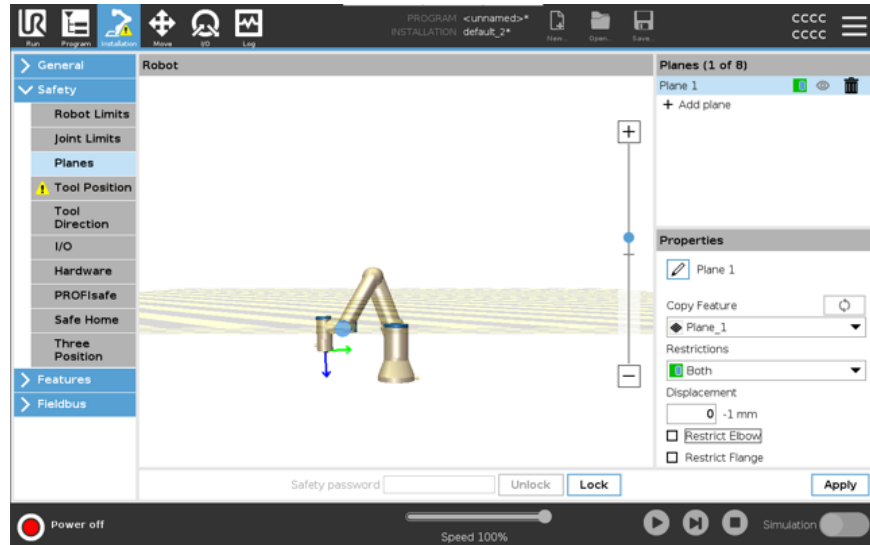 PROGRAM <unnamed>*
INSTALLATION default_2*
Run Program Installation Move I/O Log
New... Open... Save...
CCCC
CCCC
General
Safety
Robot Limits
Joint Limits
Planes
Tool Position
Tool
Direction
I/O
Hardware
PROFIsafe
Safe Home
Three
Position
Features
Fieldbus
Robot
Planes (1 of 8)
Plane 1
+ Add plane
Properties
Plane 1
Copy Feature
Plane_1
Restrictions
Both
Displacement
0 -1 mm
Restrict Elbow
Restrict Flange
Safety password Unlock Lock
Apply
Power off
Speed 100%
Simulation